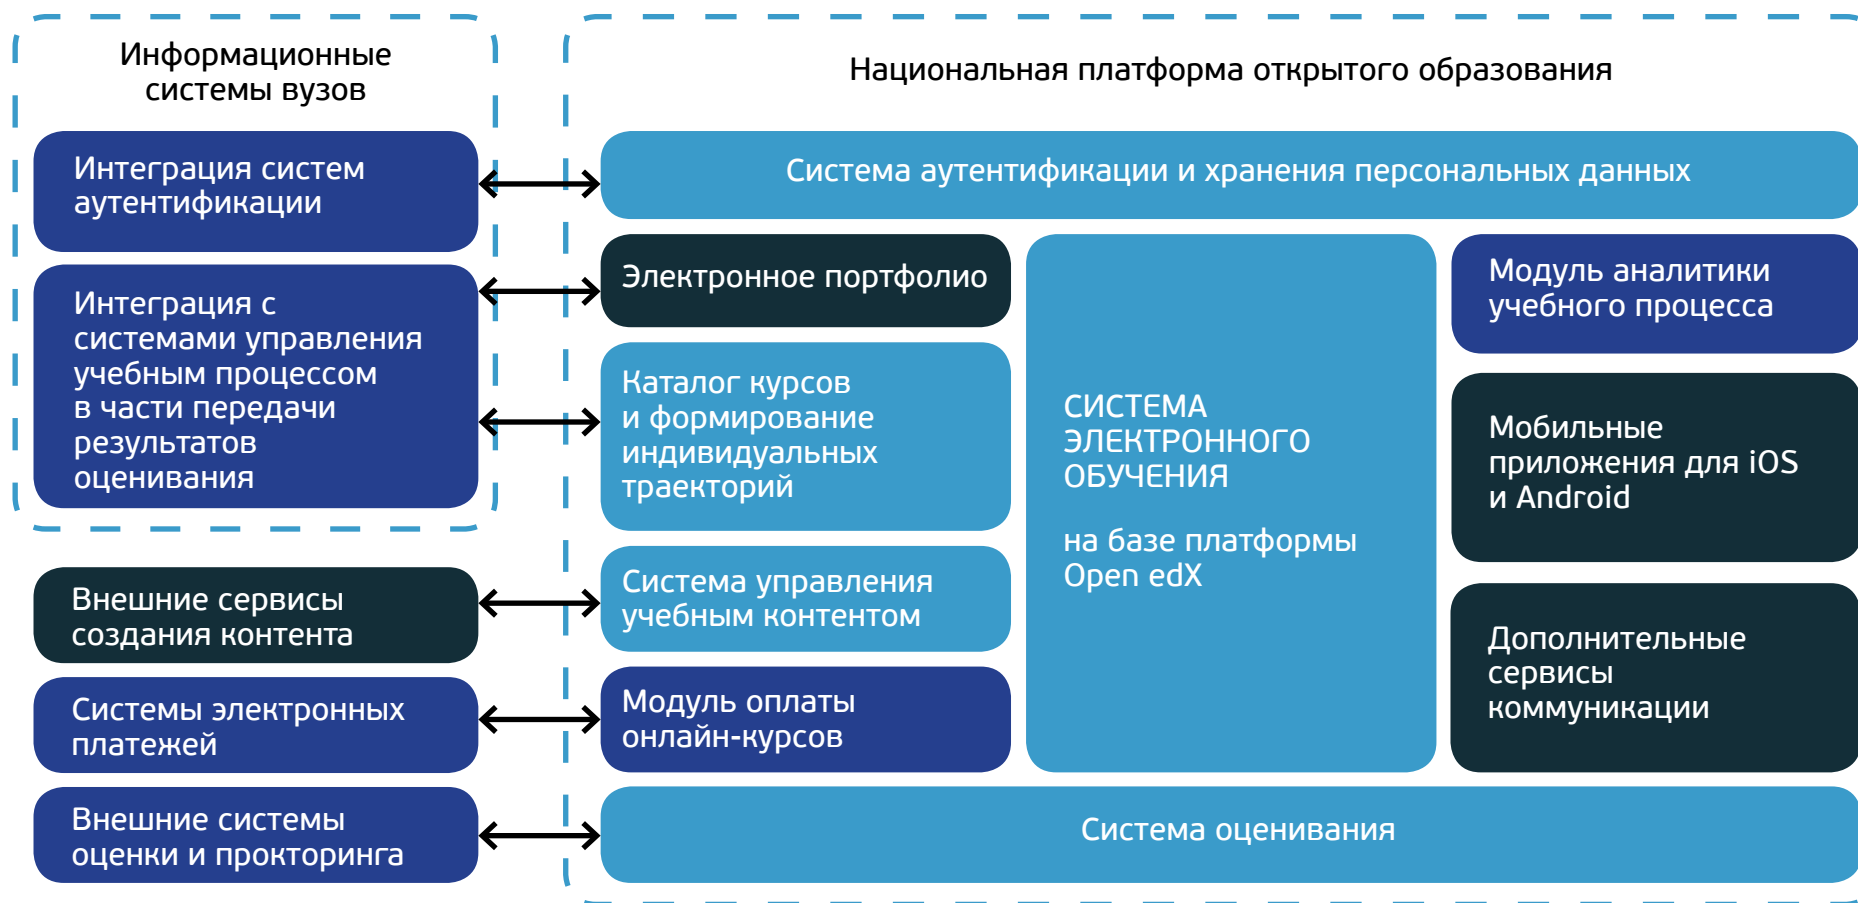 Информационные
системы вузов
Национальная платформа открытого образования
Интеграция систем
аутентификации
Система аутентификации и хранения персональных данных
Интеграция с
системами управления
учебным процессом
в части передачи
результатов
оценивания
Электронное портфолио
Каталог курсов
и формирование
индивидуальных
траекторий
СИСТЕМА
ЭЛЕКТРОННОГО
ОБУЧЕНИЯ
на базе платформы
Open edX
Модуль аналитики
учебного процесса
Мобильные
приложения для iOS
и Android
Внешние сервисы
создания контента
Система управления
учебным контентом
Дополнительные
сервисы
коммуникации
Системы электронных
платежей
Модуль оплаты
онлайн-курсов
Внешние системы
оценки и прокторинга
Система оценивания